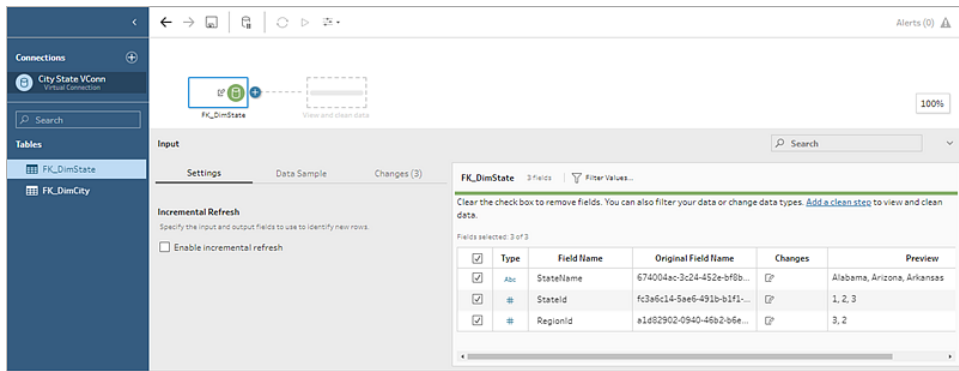 Alerts (0)
Connections
City State VConn
Virtual Connection
Search
Tables
FK_DimState
FK_DimCity
FK_DimState
View and clean data
100%
Input
Search
Settings
Data Sample
Changes (3)
Incremental Refresh
Specify the input and output fields to use to identify new rows.
Enable incremental refresh
FK_DimState 3 fields Filter Values...
Clear the check box to remove fields. You can also filter your data or change data types. Add a clean step to view and clean
data.
Fields selected: 3 of 3
Type Field Name Original Field Name Changes Preview
Abc StateName 674004ac-3c24-452e-bf8b... Alabama, Arizona, Arkansas
# StateId fc3a6c14-5ae6-491b-b1f1-... 1, 2, 3
# RegionId a1d82902-0940-46b2-b6e... 3, 2